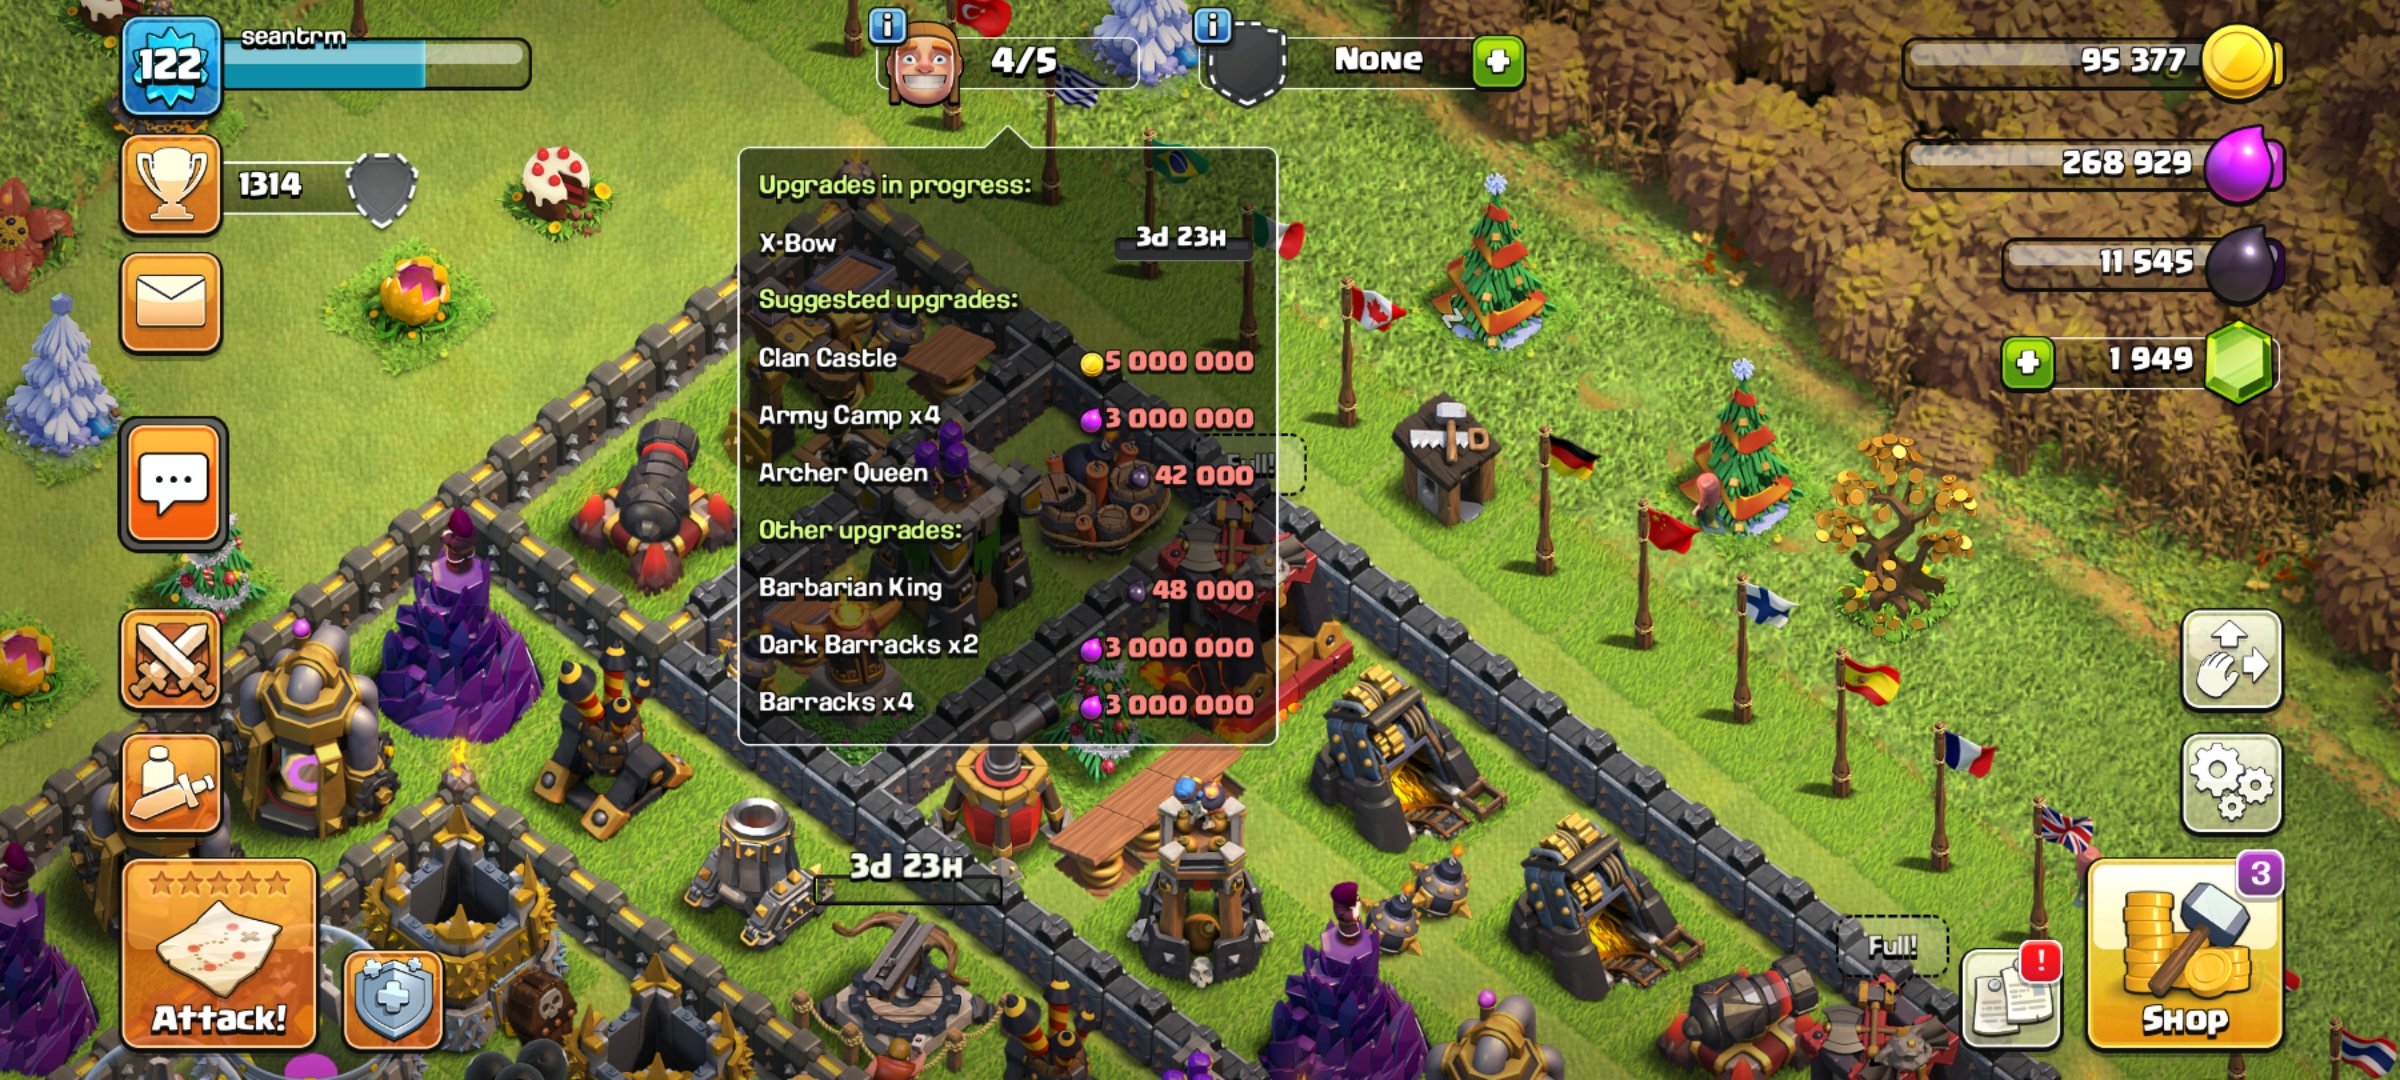 122
seantrm
4/5
None
95 377
1314
268 929
11 545
1 949
Upgrades in progress:
X-Bow
3d 23H
Suggested upgrades:
Clan Castle
5 000 000
Army Camp x4
3 000 000
Archer Queen
42 000
Other upgrades:
Barbarian King
48 000
Dark Barracks x2
3 000 000
Barracks x4
3 000 000
Full!
3d 23H
Full!
Attack!
3
!
Shop